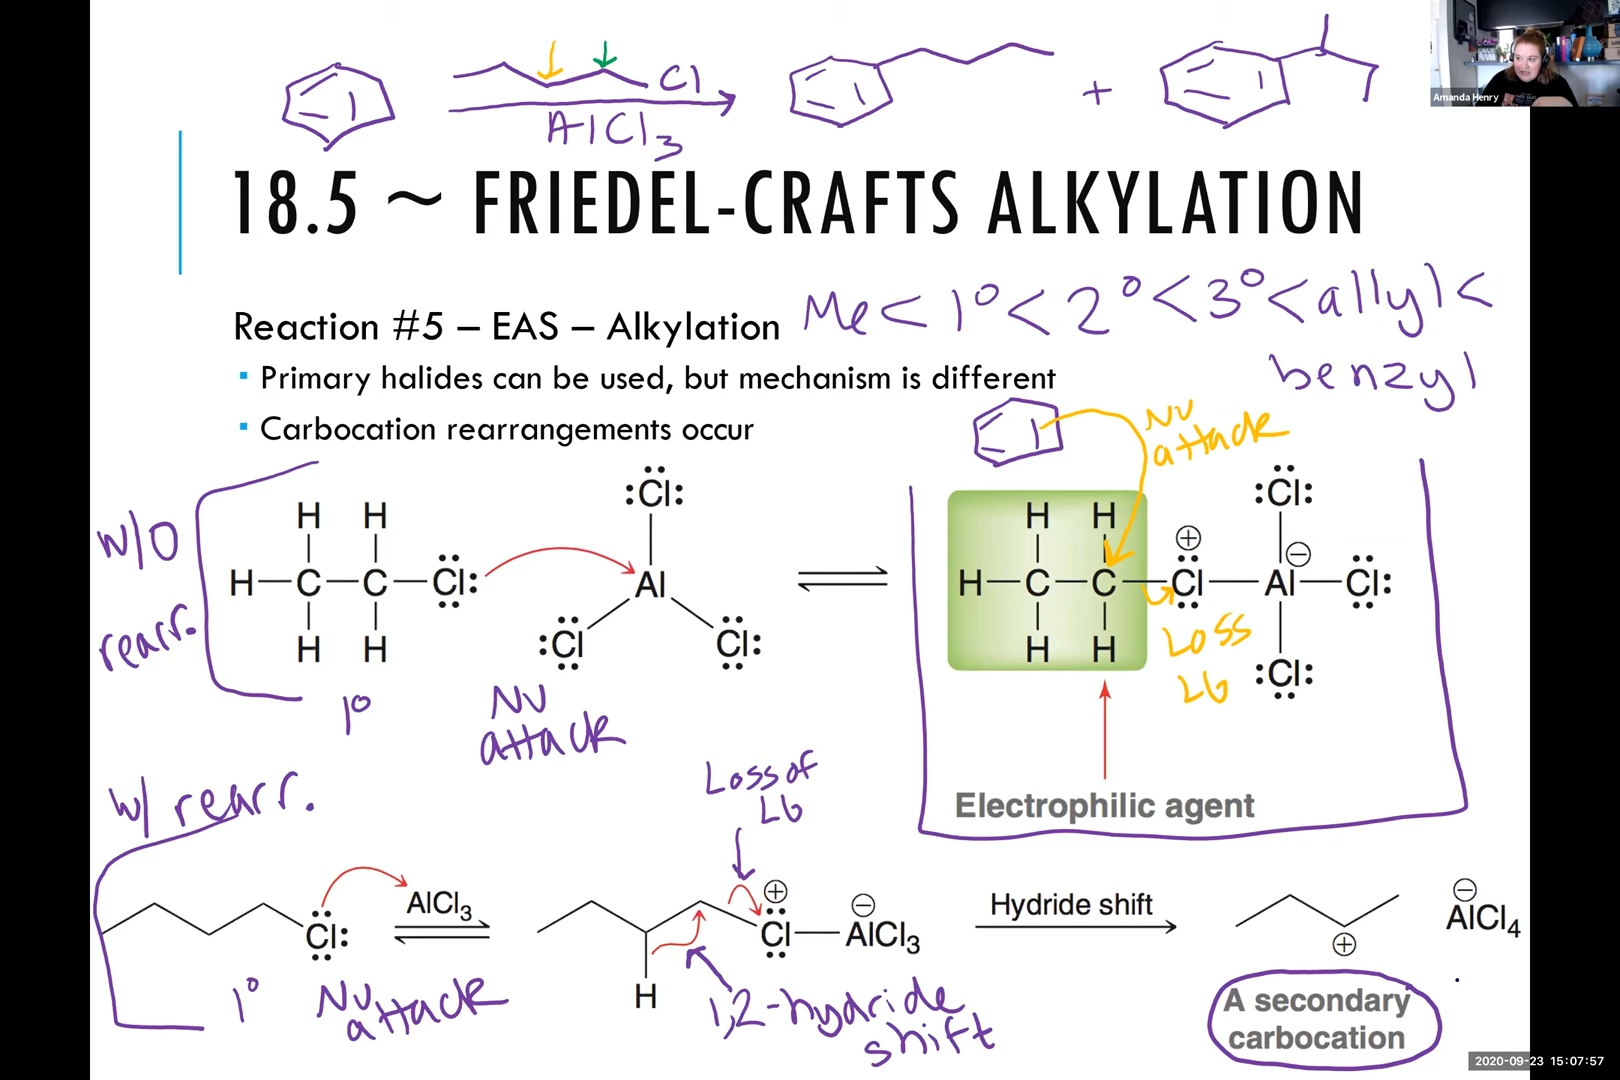 Cl
AlCl3
+
Amanda Henry
18.5 ~ FRIEDEL-CRAFTS ALKYLATION
Reaction #5 – EAS – Alkylation
Me < 1° < 2° < 3° < allyl <
benzyl
Primary halides can be used, but mechanism is different
Carbocation rearrangements occur
Nu
attack
w/o
rearr.
H H
H—C—C—Cl:
H H
1°
:Cl:
Al
:Cl Cl:
Nu
attack
H H :Cl:
H—C—C—Cl—Al—Cl:
H H :Cl:
⊕ ⊖
Loss
LG
Electrophilic agent
w/ rearr.
Loss of
LG
Cl:
AlCl3
1°
Nu
attack
⊕ ⊖
Cl—AlCl3
H
1,2-hydride
shift
Hydride shift
⊕
⊖
AlCl4
A secondary
carbocation
2020-09-23 15:07:57